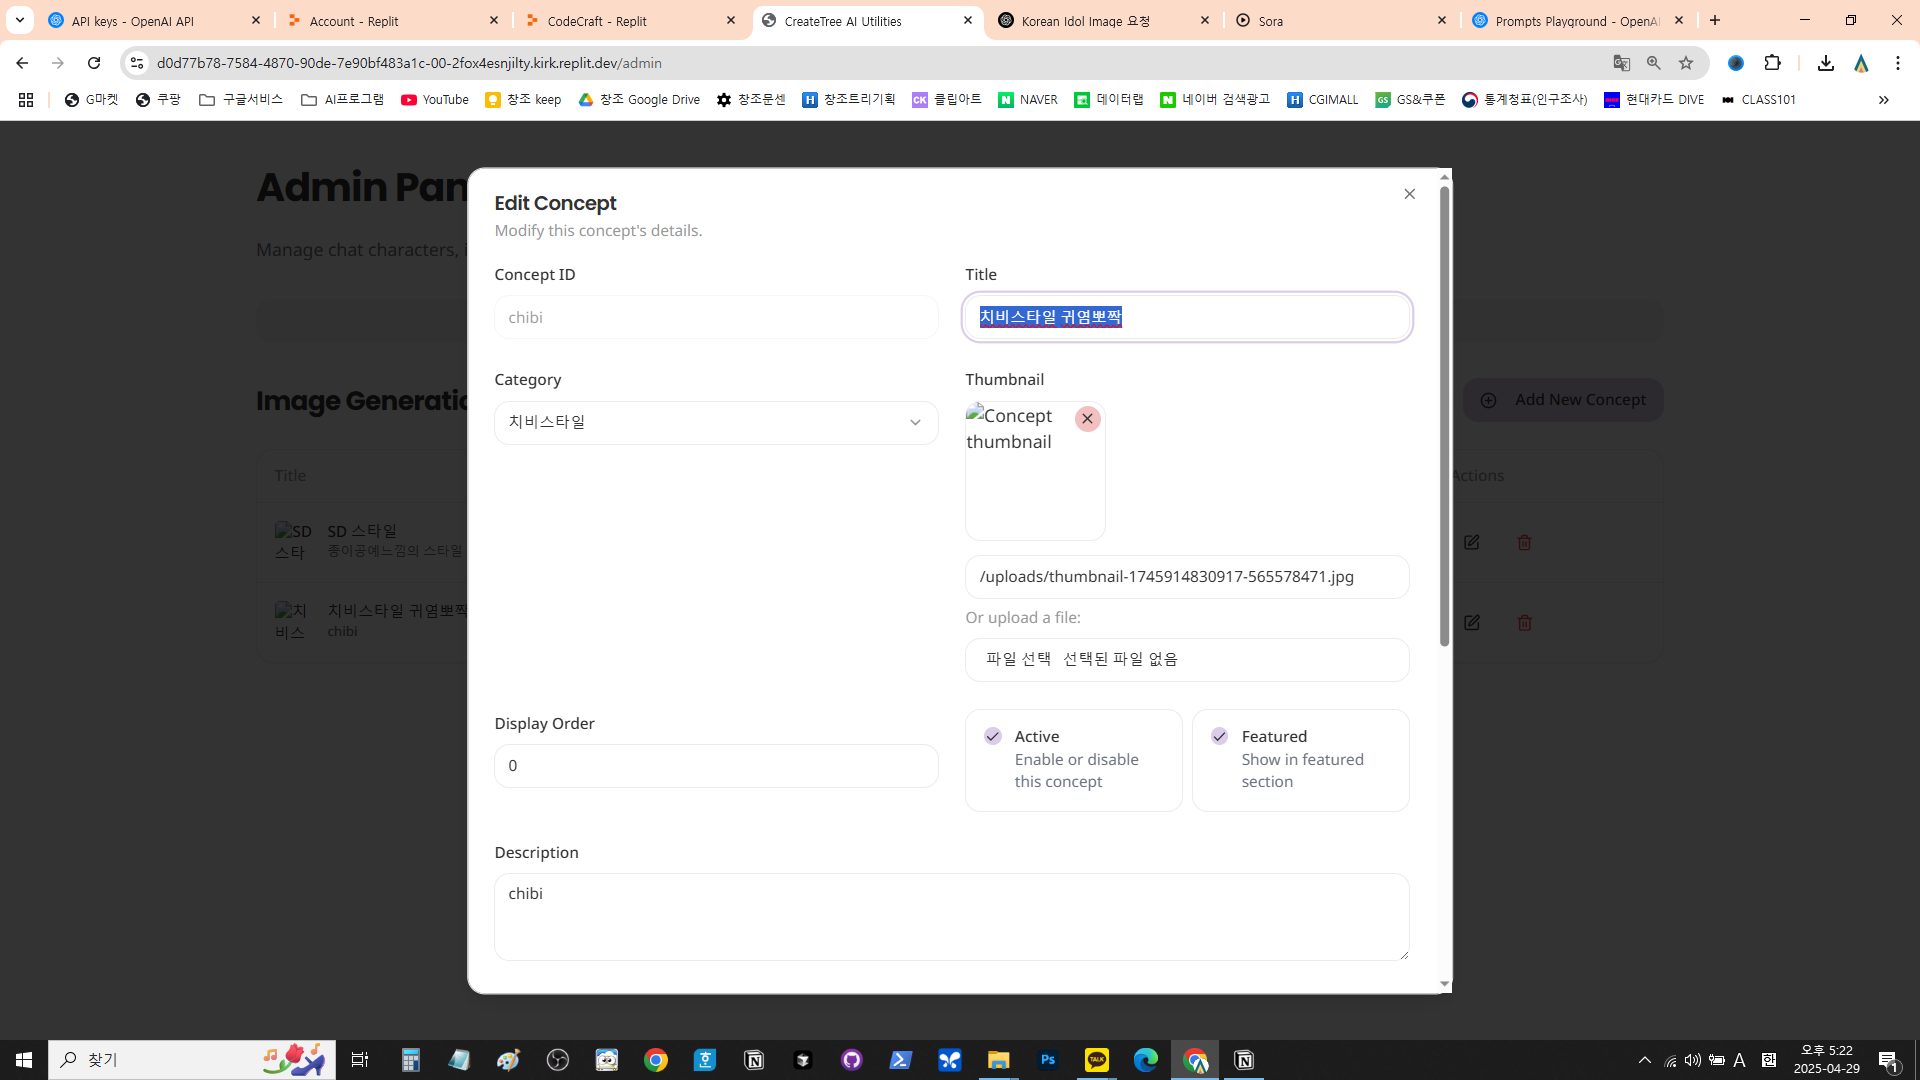 API keys - OpenAI API
Account - Replit
CodeCraft - Replit
CreateTree AI Utilities
Korean Idol Image 요청
Sora
Prompts Playground - OpenAI
d0d77b78-7584-4870-90de-7e90bf483a1c-00-2fox4esnjilty.kirk.replit.dev/admin
G마켓
쿠팡
구글서비스
AI프로그램
YouTube
창조 keep
창조 Google Drive
창조문센
창조트리기획
클립아트
NAVER
데이터랩
네이버 검색광고
CGIMALL
GS&쿠폰
통계청표(인구조사)
현대카드 DIVE
CLASS101
Admin Pan
Manage chat characters, i
Image Generatio
Add New Concept
Title
Actions
SD 스타
SD 스타일
종이공예느낌의 스타일
치비스
치비스타일 귀염뽀짝
chibi
Edit Concept
Modify this concept's details.
Concept ID
Title
chibi
치비스타일 귀염뽀짝
Category
Thumbnail
치비스타일
Concept
thumbnail
/uploads/thumbnail-1745914830917-565578471.jpg
Or upload a file:
파일 선택 선택된 파일 없음
Display Order
0
Active
Enable or disable
this concept
Featured
Show in featured
section
Description
chibi
찾기
Ps
TALK
A
한
오후 5:22
2025-04-29
1